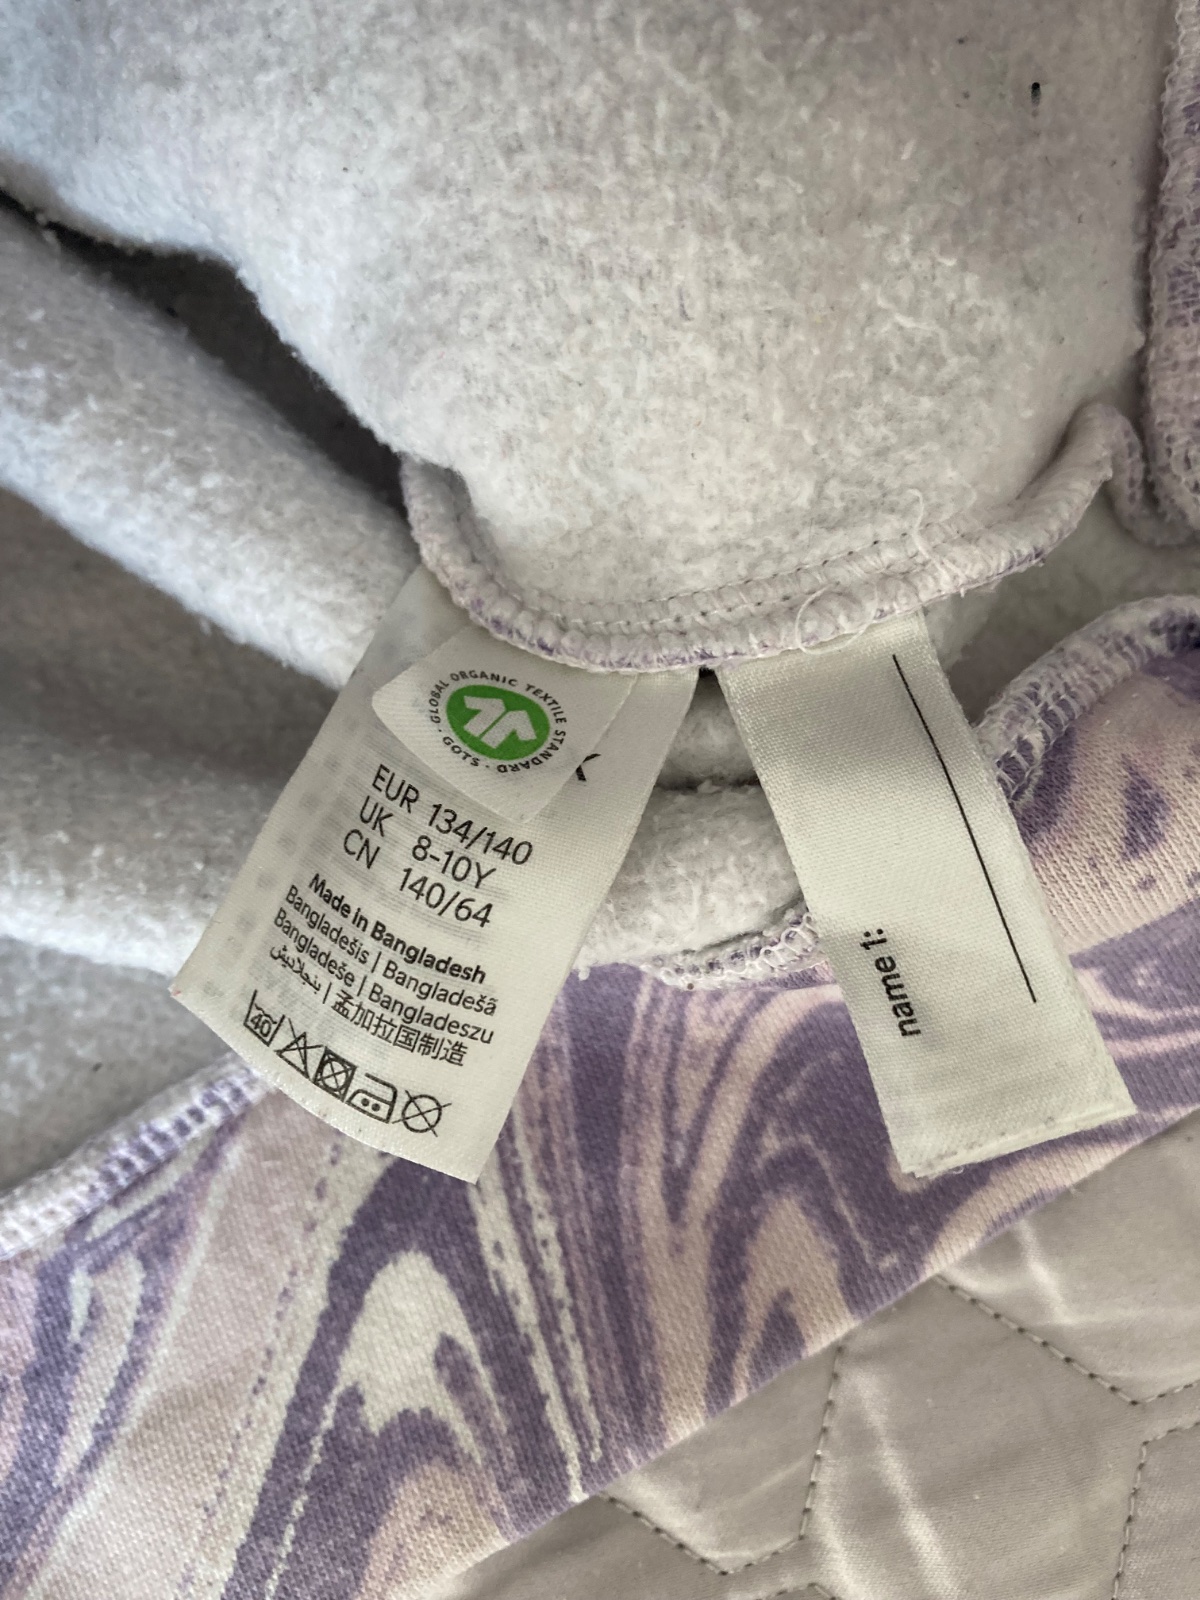 GLOBAL ORGANIC TEXTILE STANDARD · GOTS ·
K
EUR 134/140
UK 8-10Y
CN 140/64
Made in Bangladesh
Bangladešis | Bangladešā
Bangladeše | Bangladeszu
بنجلاديش | 孟加拉国制造
40
name 1: